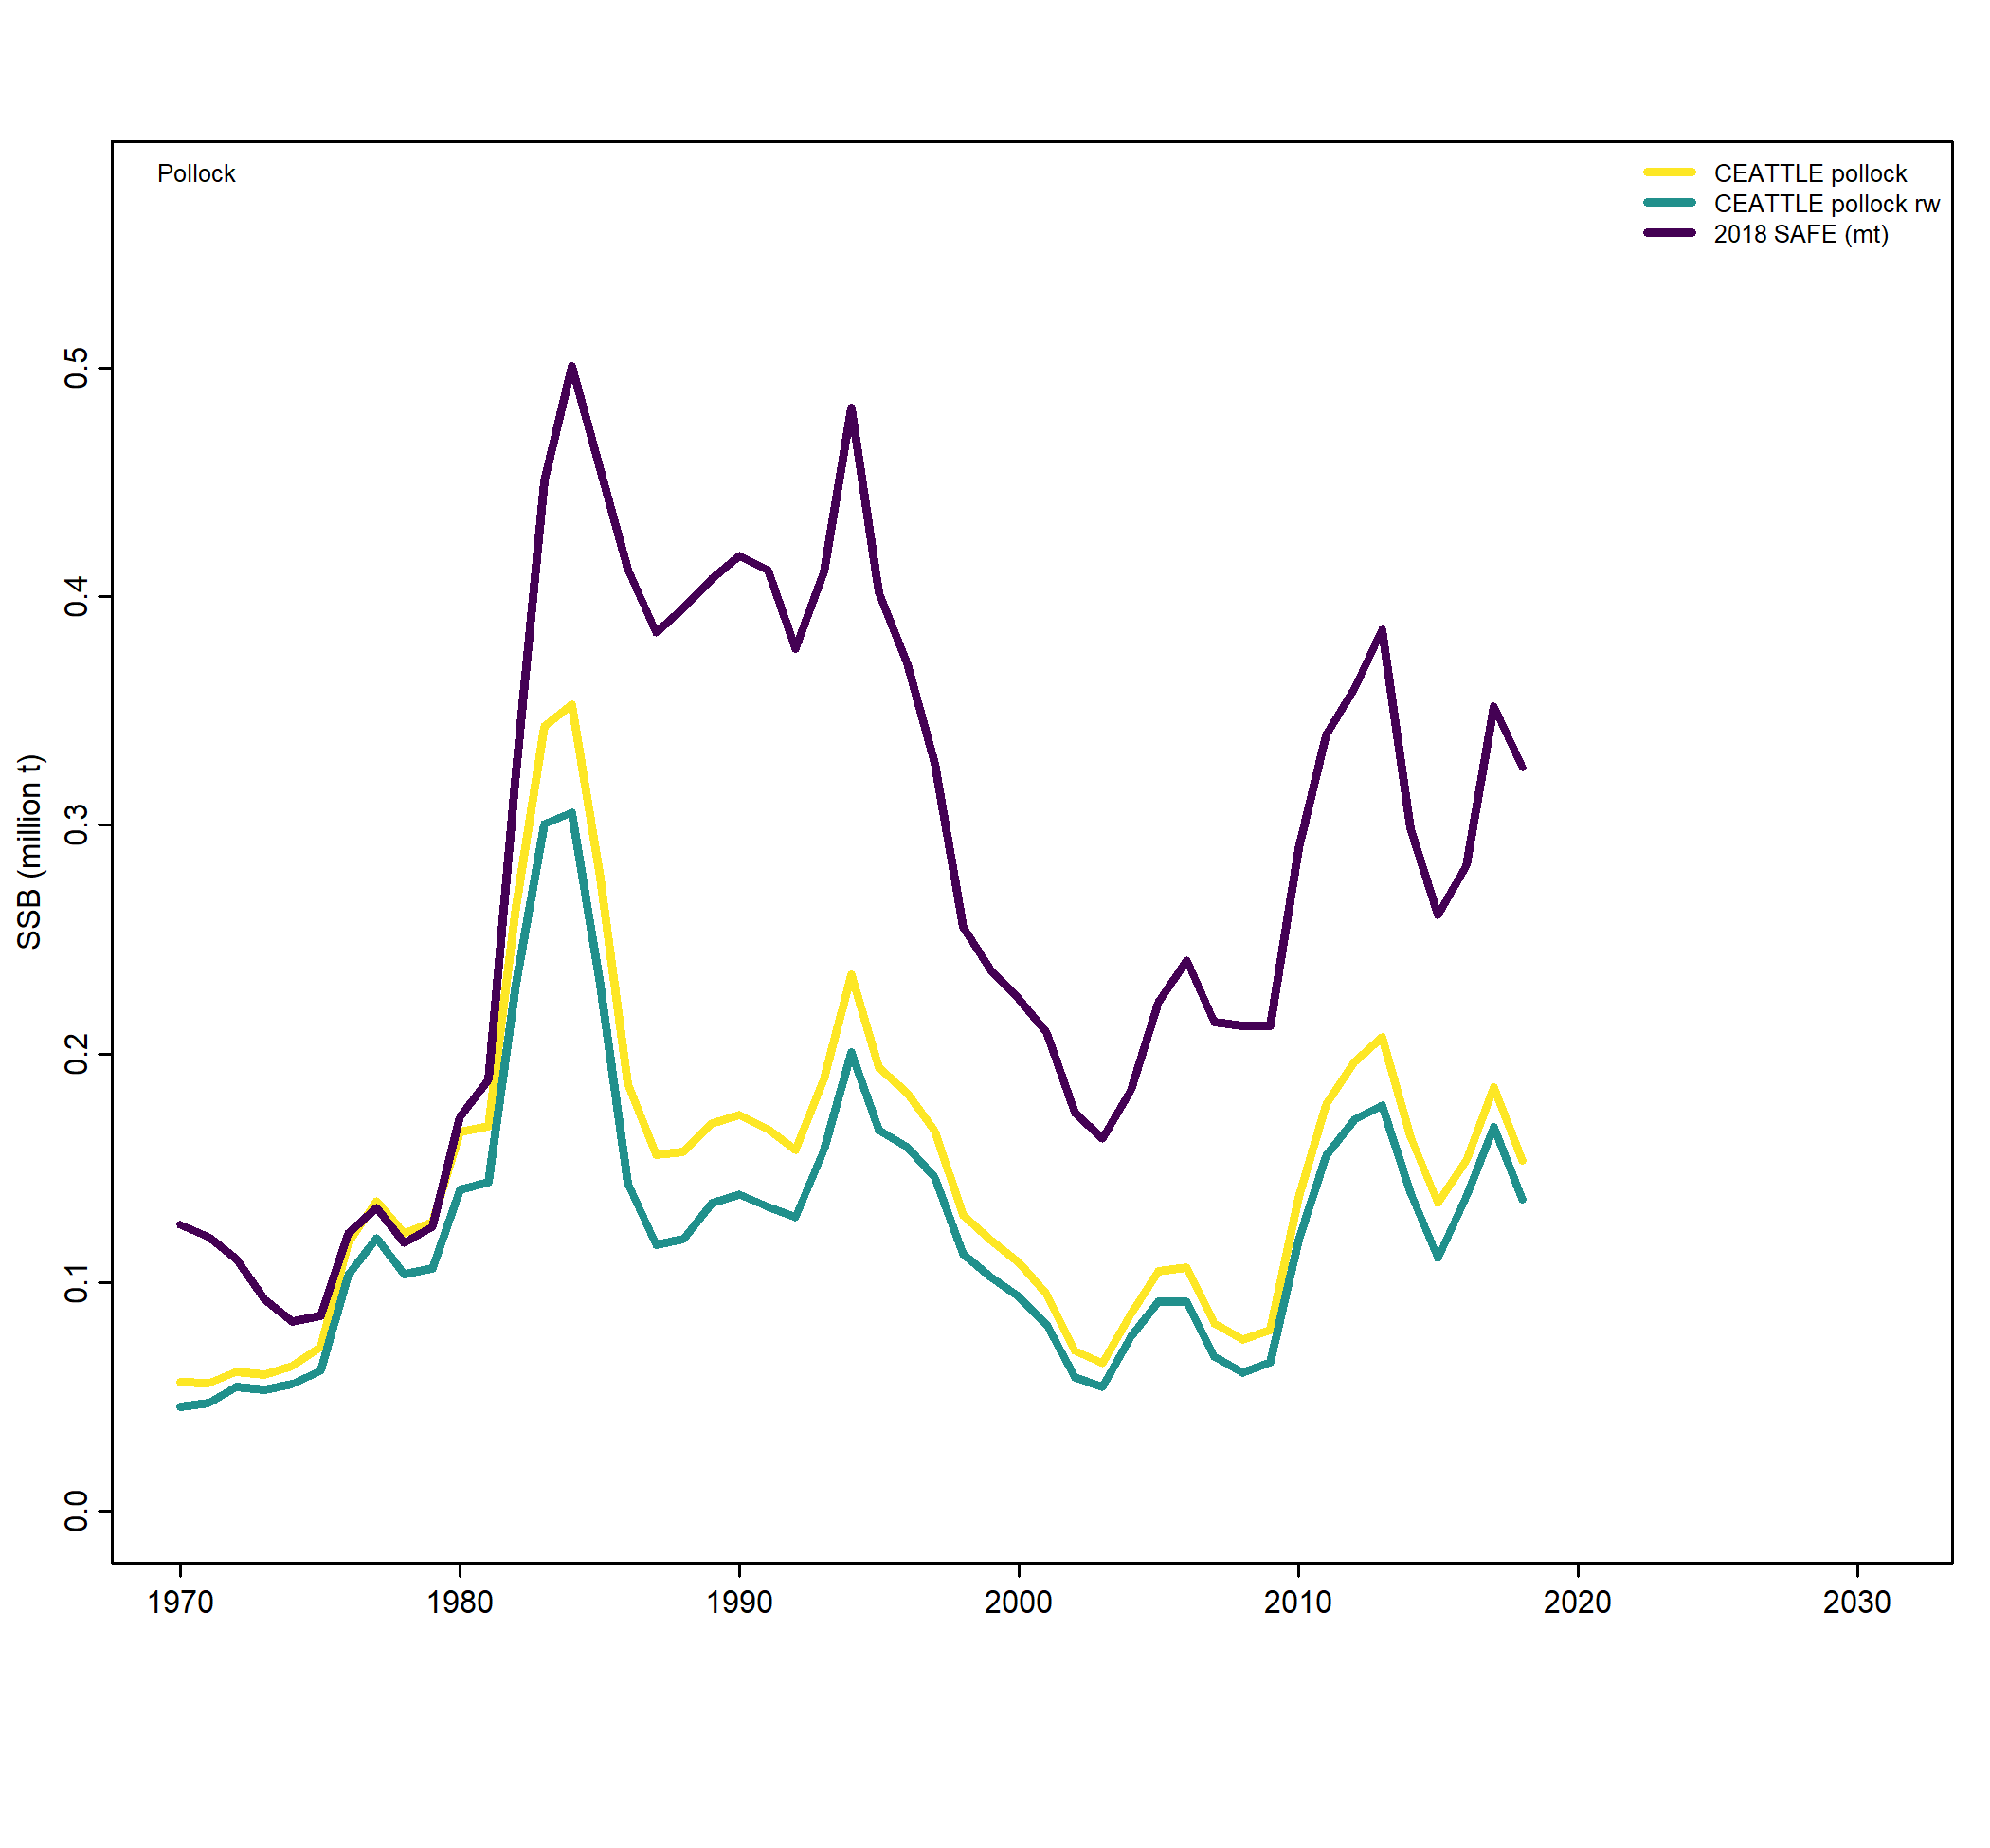 Pollock
CEATTLE pollock
CEATTLE pollock rw
2018 SAFE (mt)
SSB (million t)
0.5
0.4
0.3
0.2
0.1
0.0
1970 1980 1990 2000 2010 2020 2030